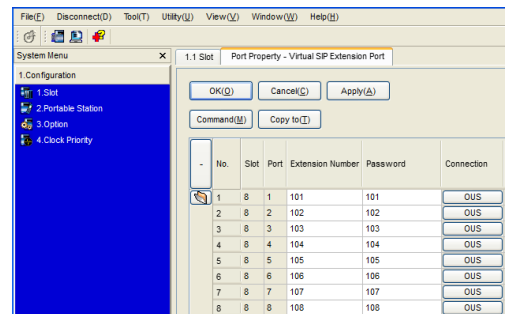 File(F) Disconnect(D) Tool(T) Utility(U) View(V) Window(W) Help(H)
System Menu x
1.Configuration
1.Slot
2.Portable Station
3.Option
4.Clock Priority
1.1 Slot Port Property - Virtual SIP Extension Port
OK(O) Cancel(C) Apply(A)
Command(M) Copy to(T)
- No. Slot Port Extension Number Password Connection
1 8 1 101 101 OUS
2 8 2 102 102 OUS
3 8 3 103 103 OUS
4 8 4 104 104 OUS
5 8 5 105 105 OUS
6 8 6 106 106 OUS
7 8 7 107 107 OUS
8 8 8 108 108 OUS